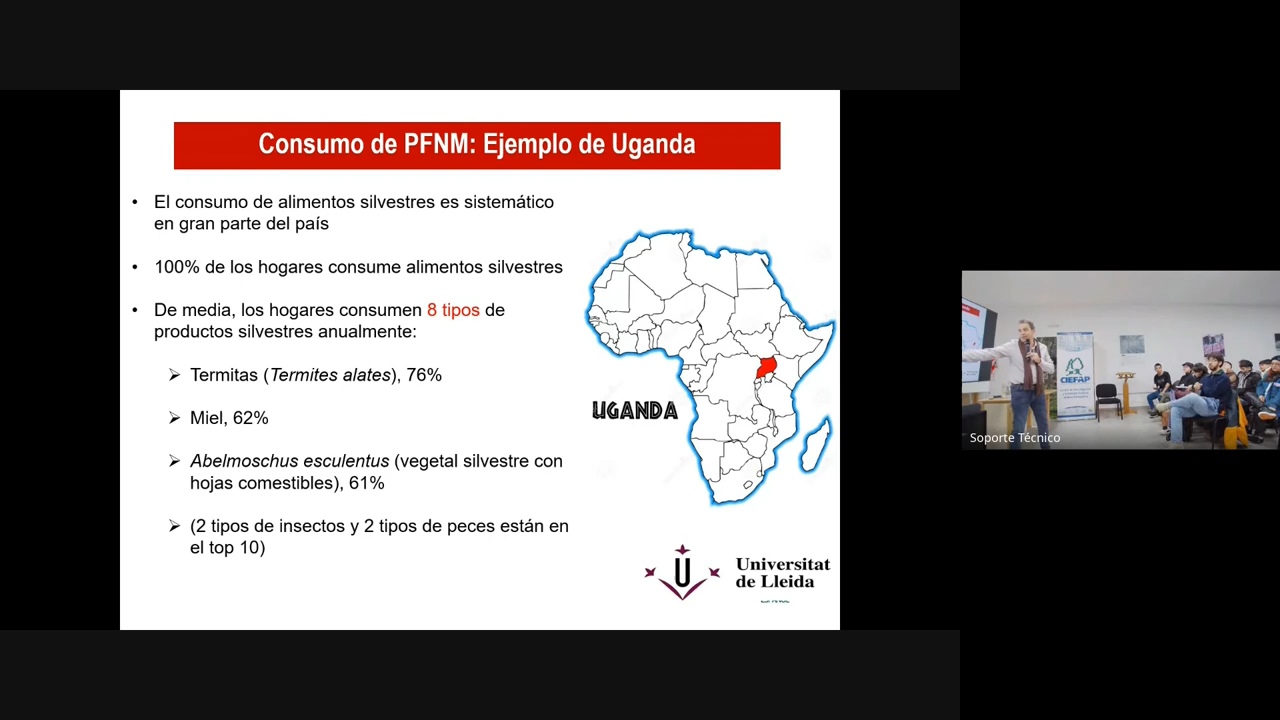 Consumo de PFNM: Ejemplo de Uganda
• El consumo de alimentos silvestres es sistemático
en gran parte del país
• 100% de los hogares consume alimentos silvestres
• De media, los hogares consumen 8 tipos de
productos silvestres anualmente:
➢ Termitas (Termites alates), 76%
➢ Miel, 62%
➢ Abelmoschus esculentus (vegetal silvestre con
hojas comestibles), 61%
➢ (2 tipos de insectos y 2 tipos de peces están en
el top 10)
UGANDA
Universitat
de Lleida
CIEFAP
Soporte Técnico